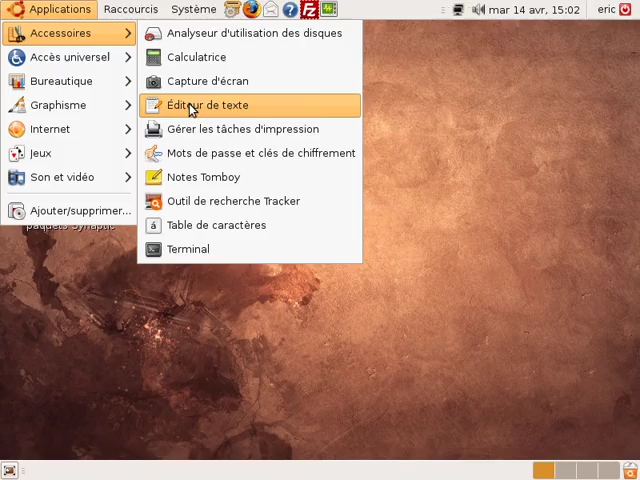 Applications Raccourcis Système mar 14 avr, 15:02 eric
Accessoires
Accès universel
Bureautique
Graphisme
Internet
Jeux
Son et vidéo
Ajouter/supprimer...
paquets Synaptic
Analyseur d'utilisation des disques
Calculatrice
Capture d'écran
Éditeur de texte
Gérer les tâches d'impression
Mots de passe et clés de chiffrement
Notes Tomboy
Outil de recherche Tracker
Table de caractères
Terminal